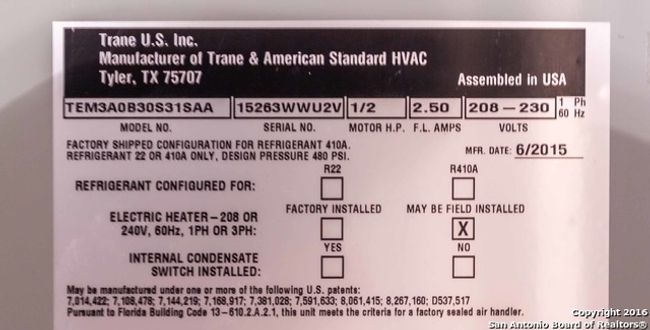 Trane U.S. Inc.
Manufacturer of Trane & American Standard HVAC
Tyler, TX 75707
Assembled in USA
TEM3A0B30S31SAA 15263WWU2V 1/2 2.50 208 – 230 1 Ph 60 Hz
MODEL NO. SERIAL NO. MOTOR H.P. F.L. AMPS VOLTS
FACTORY SHIPPED CONFIGURATION FOR REFRIGERANT 410A.
REFRIGERANT 22 OR 410A ONLY, DESIGN PRESSURE 480 PSI.
MFR. DATE: 6/2015
R22 R410A
REFRIGERANT CONFIGURED FOR:
FACTORY INSTALLED MAY BE FIELD INSTALLED
ELECTRIC HEATER–208 OR
240V, 60Hz, 1PH OR 3PH: X
YES NO
INTERNAL CONDENSATE
SWITCH INSTALLED:
May be manufactured under one or more of the following U.S. patents:
7,014,422; 7,108,478; 7,144,219; 7,168,917; 7,381,028; 7,591,633; 8,061,415; 8,267,160; D537,517
Pursuant to Florida Building Code 13–610.2.A.2.1, this unit meets the criteria for a factory sealed air handler.
Copyright 2016
San Antonio Board of Realtors®